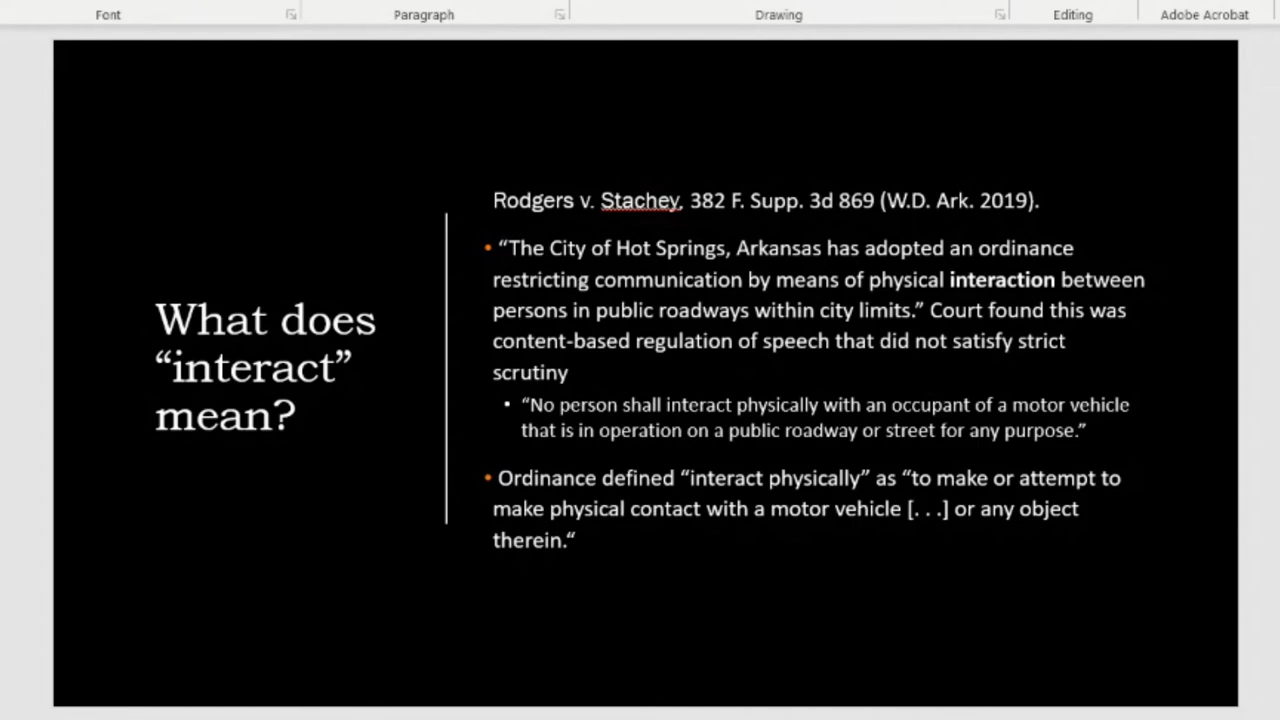 Font Paragraph Drawing Editing Adobe Acrobat
What does
“interact”
mean?
Rodgers v. Stachey, 382 F. Supp. 3d 869 (W.D. Ark. 2019).
• “The City of Hot Springs, Arkansas has adopted an ordinance
restricting communication by means of physical interaction between
persons in public roadways within city limits.” Court found this was
content-based regulation of speech that did not satisfy strict
scrutiny
• “No person shall interact physically with an occupant of a motor vehicle
that is in operation on a public roadway or street for any purpose.”
• Ordinance defined “interact physically” as “to make or attempt to
make physical contact with a motor vehicle [. . .] or any object
therein.“